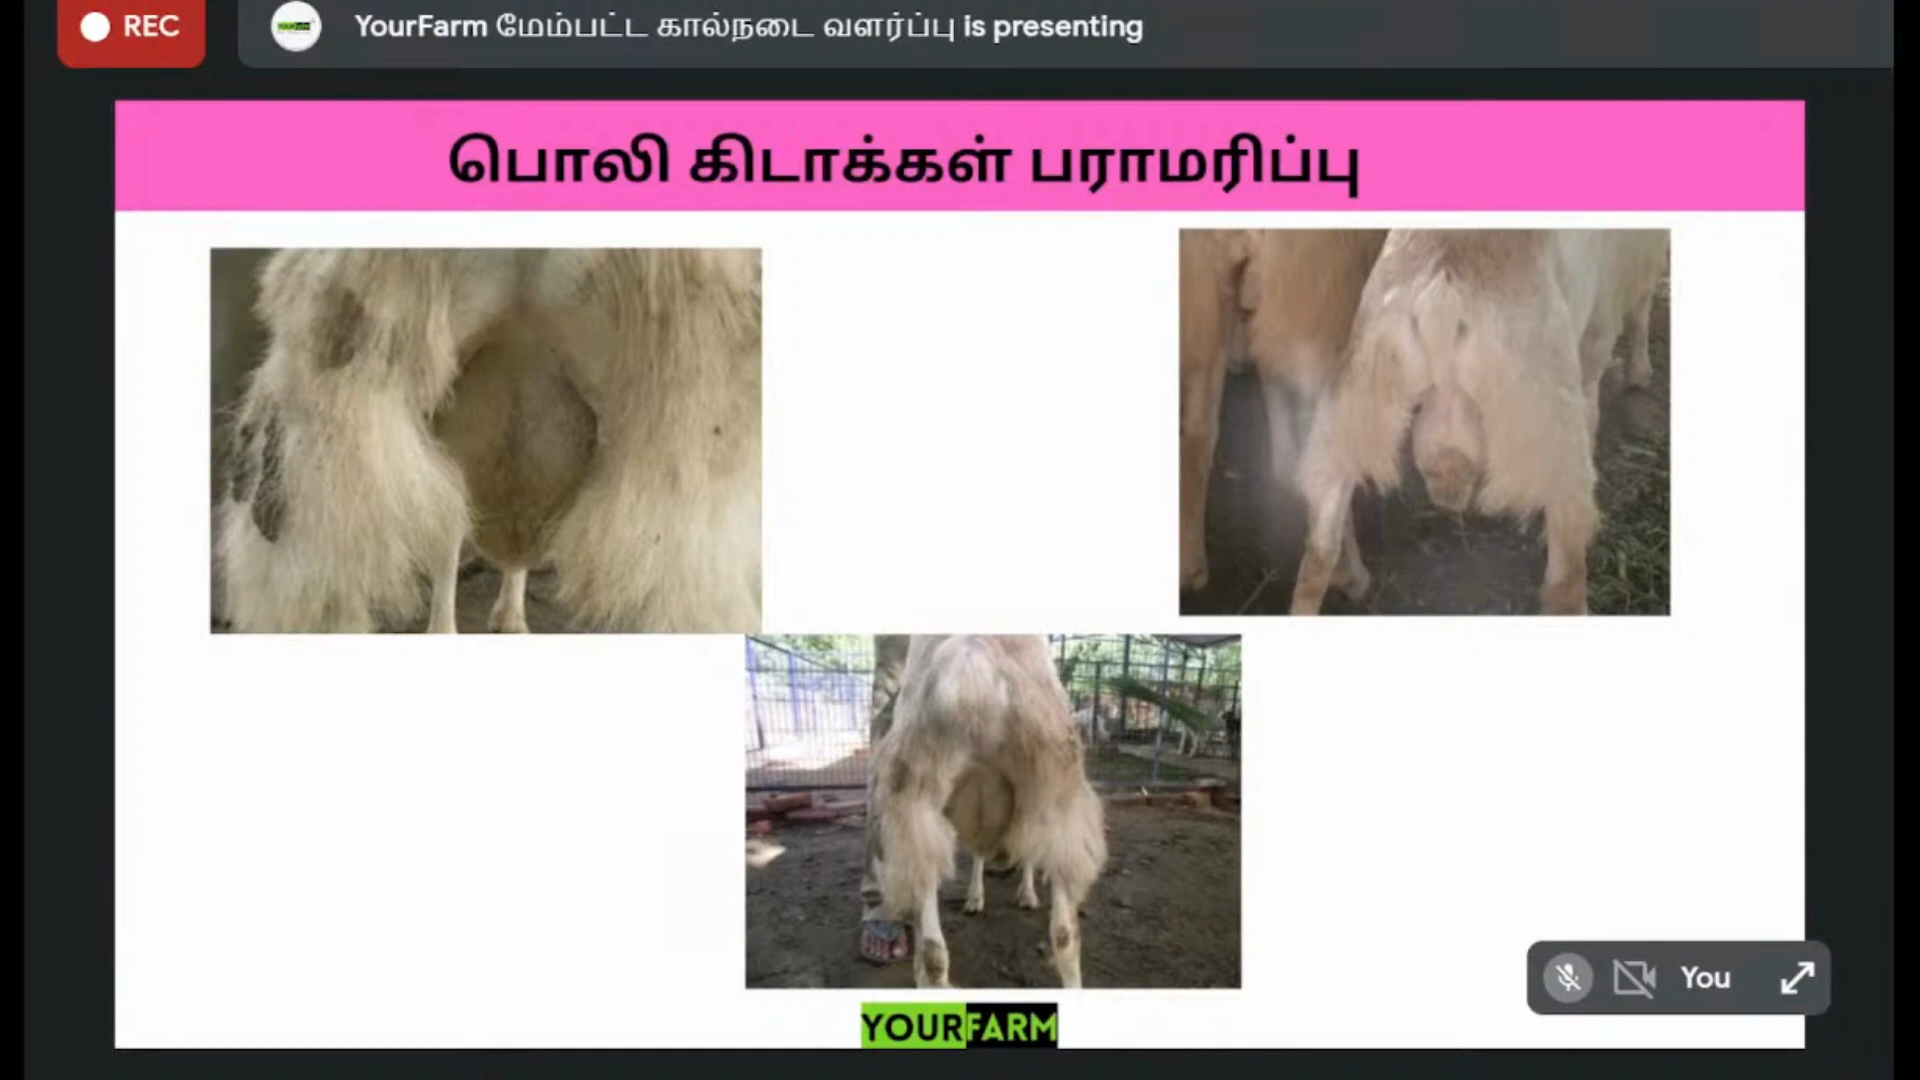 REC
YourFarm மேம்பட்ட கால்நடை வளர்ப்பு is presenting
பொலி கிடாக்கள் பராமரிப்பு
YOURFARM
You